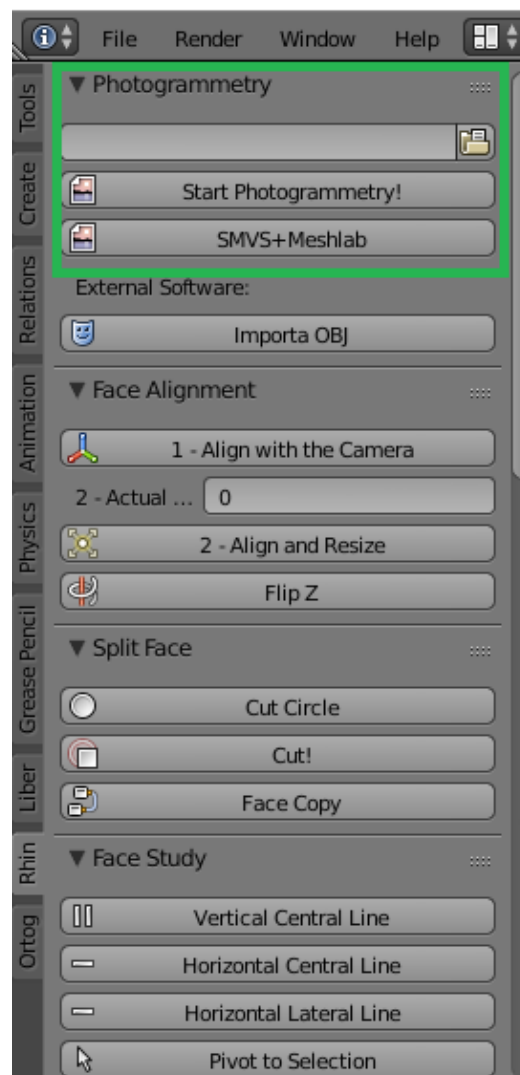 File Render Window Help
Tools
Create
Relations
Animation
Physics
Grease Pencil
Liber
Rhin
Ortog
Photogrammetry
Start Photogrammetry!
SMVS+Meshlab
External Software:
Importa OBJ
Face Alignment
1 - Align with the Camera
2 - Actual ... 0
2 - Align and Resize
Flip Z
Split Face
Cut Circle
Cut!
Face Copy
Face Study
Vertical Central Line
Horizontal Central Line
Horizontal Lateral Line
Pivot to Selection